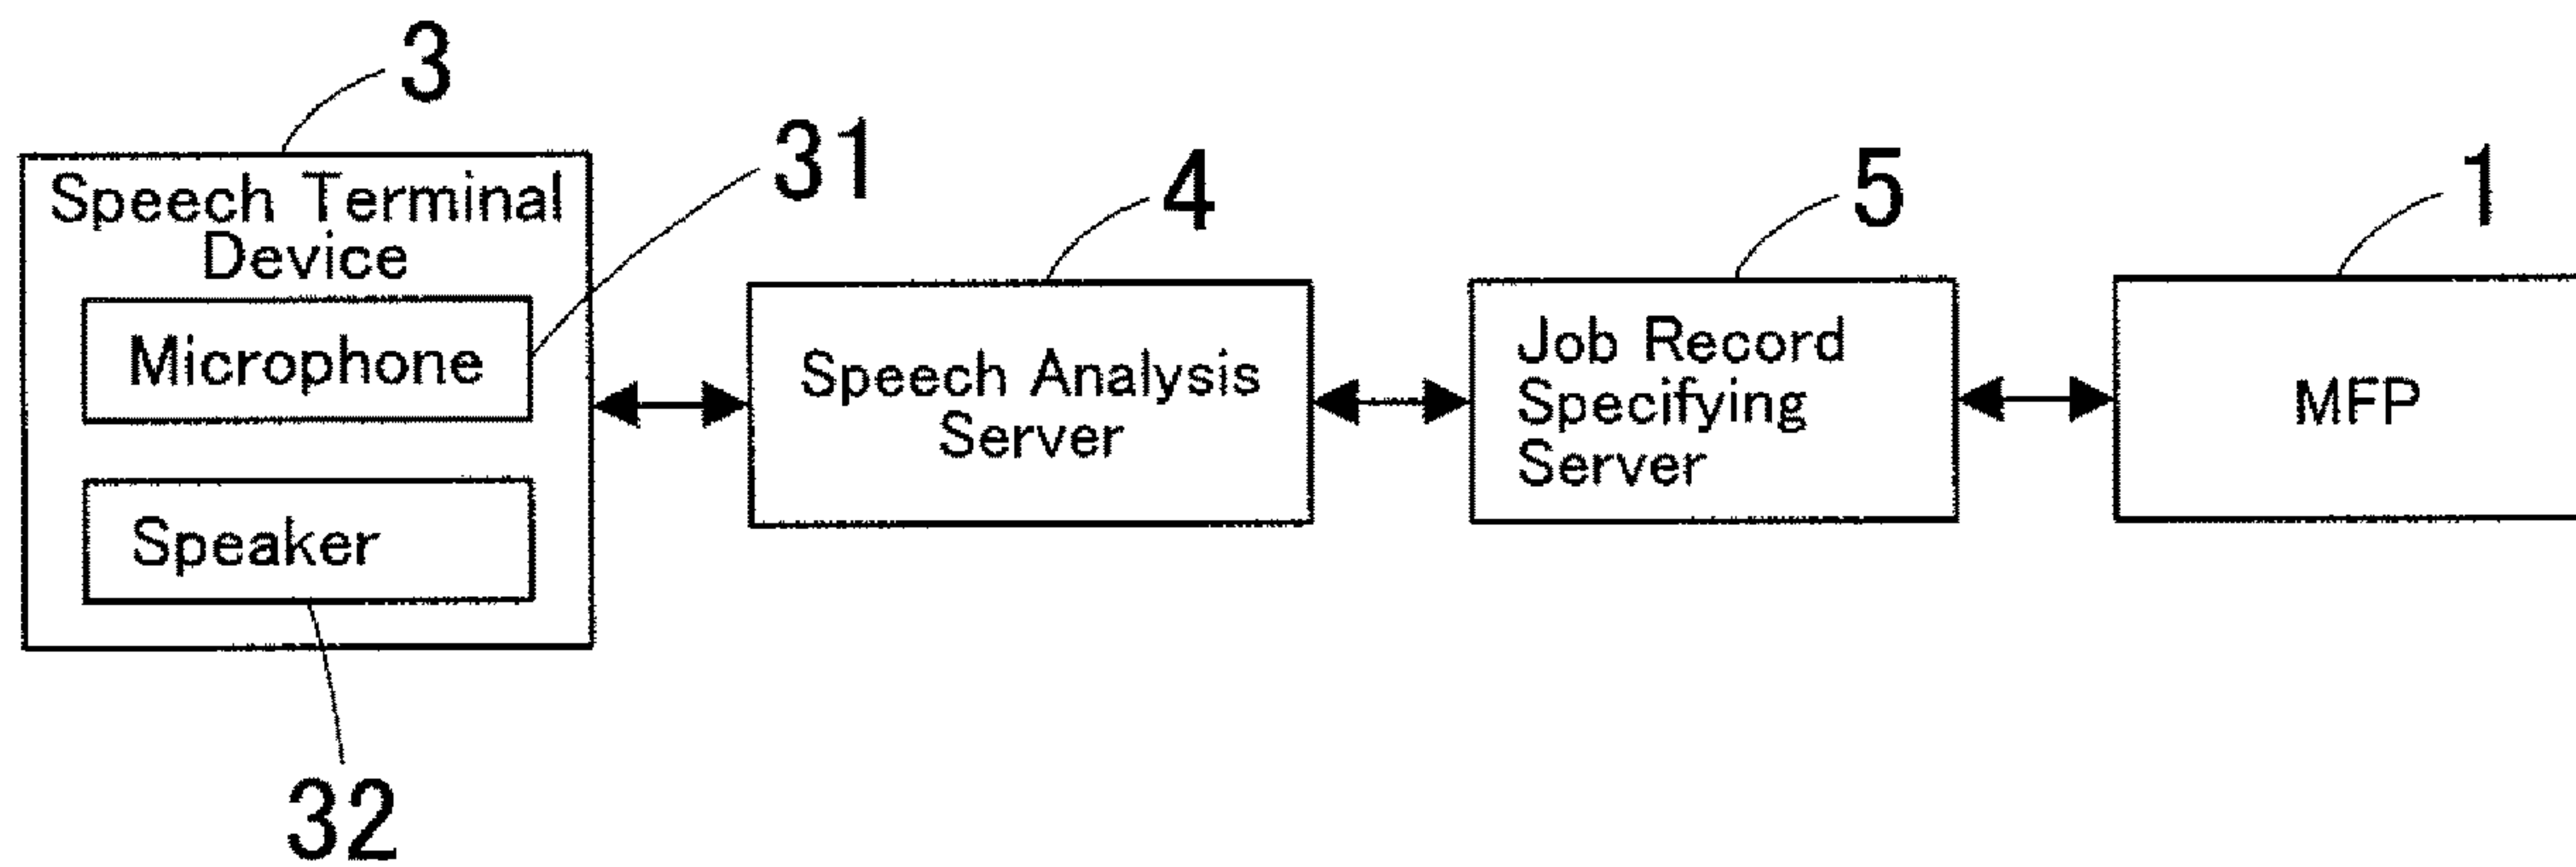 3
31
4
5
1
Speech Terminal
Device
Microphone
Speaker
Speech Analysis
Server
Job Record
Specifying
Server
MFP
32